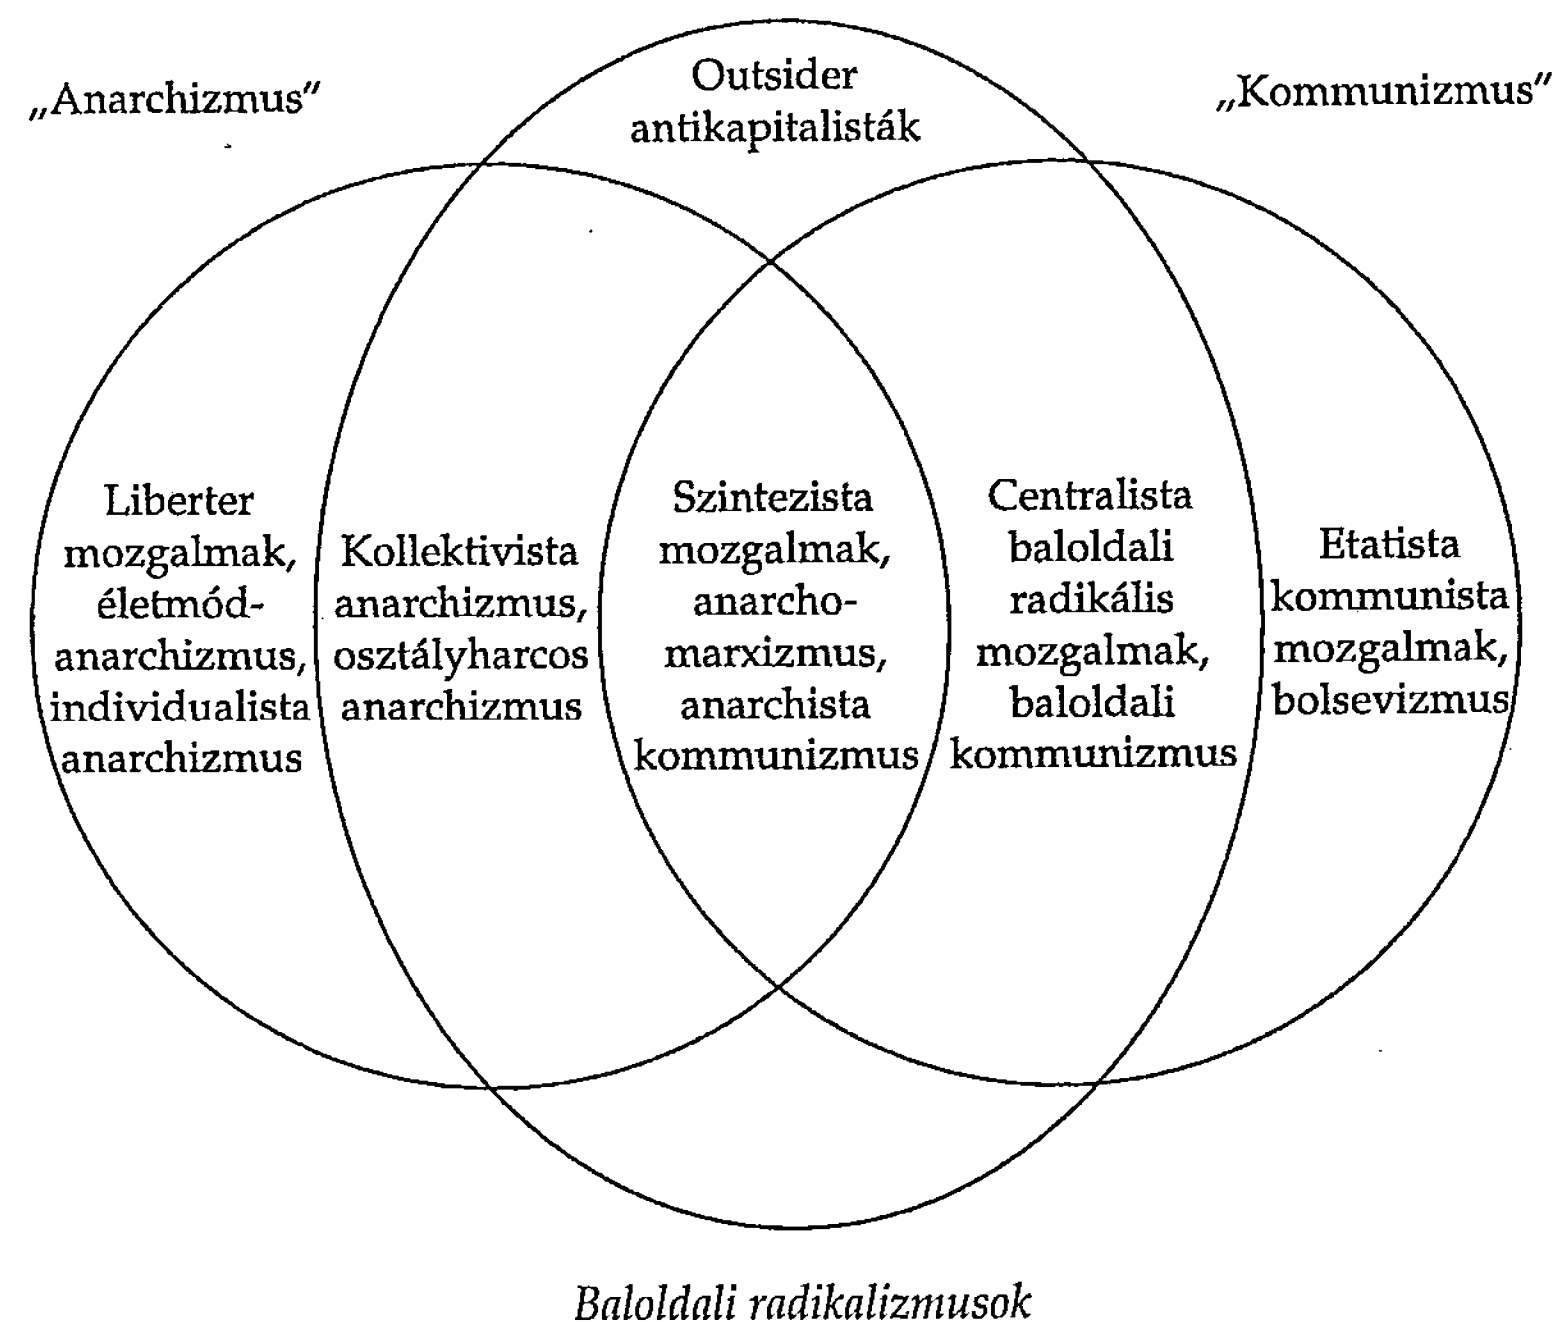 „Anarchizmus”
Outsider
antikapitalisták
„Kommunizmus”
Liberter
mozgalmak,
életmód-
anarchizmus,
individualista
anarchizmus
Kollektivista
anarchizmus,
osztályharcos
anarchizmus
Szintezista
mozgalmak,
anarcho-
marxizmus,
anarchista
kommunizmus
Centralista
baloldali
radikális
mozgalmak,
baloldali
kommunizmus
Etatista
kommunista
mozgalmak,
bolsevizmus
Baloldali radikalizmusok